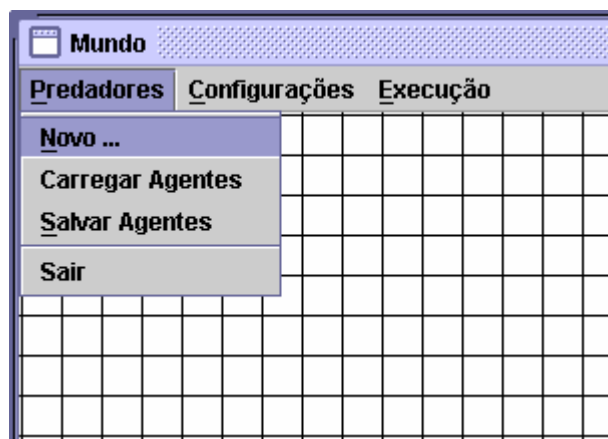 Mundo
Predadores Configurações Execução
Novo ...
Carregar Agentes
Salvar Agentes
Sair